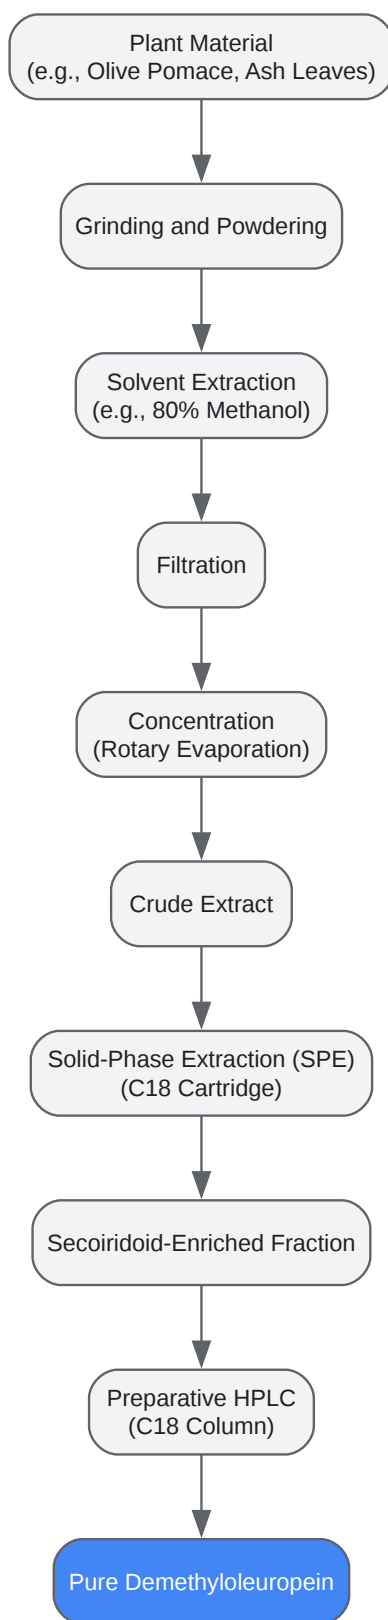 Plant Material
(e.g., Olive Pomace, Ash Leaves)
Grinding and Powdering
Solvent Extraction
(e.g., 80% Methanol)
Filtration
Concentration
(Rotary Evaporation)
Crude Extract
Solid-Phase Extraction (SPE)
(C18 Cartridge)
Secoiridoid-Enriched Fraction
Preparative HPLC
(C18 Column)
Pure Demethyloleuropein